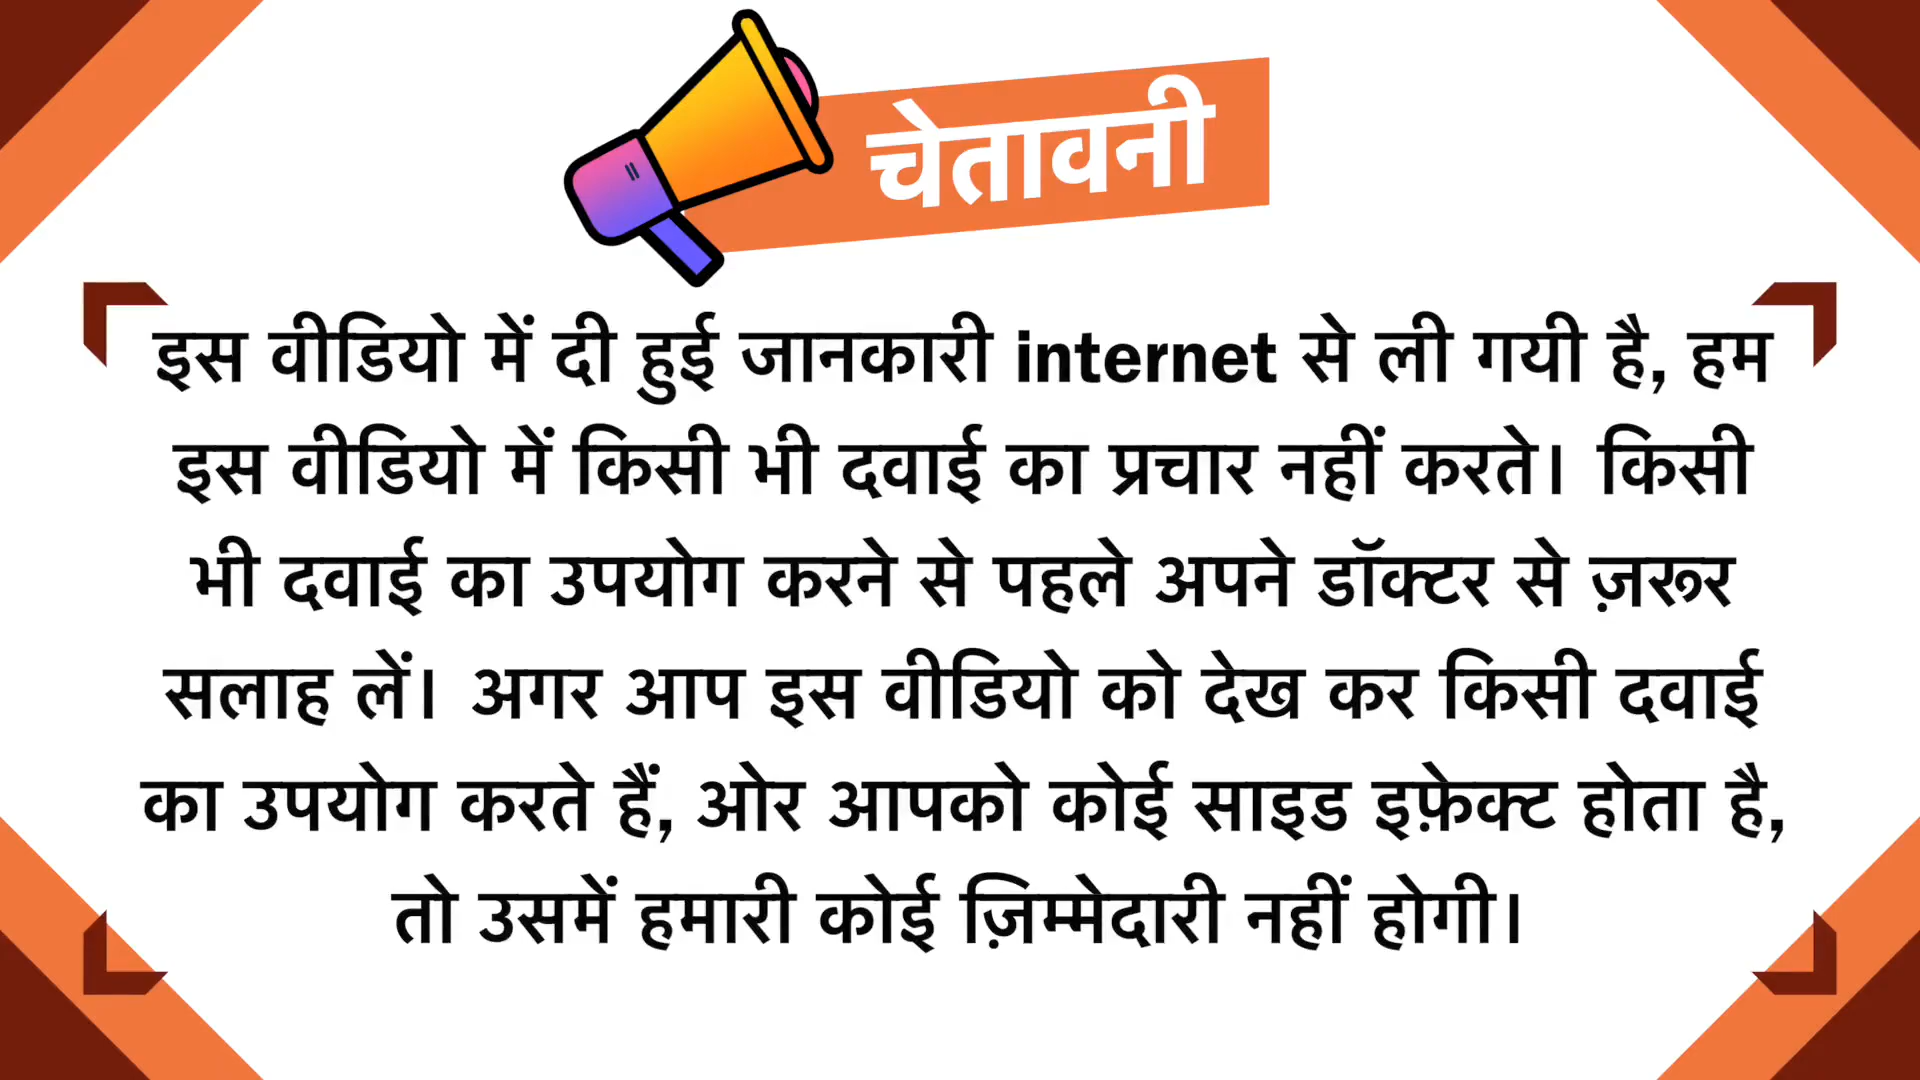 चेतावनी
इस वीडियो में दी हुई जानकारी internet से ली गयी है, हम
इस वीडियो में किसी भी दवाई का प्रचार नहीं करते। किसी
भी दवाई का उपयोग करने से पहले अपने डॉक्टर से ज़रूर
सलाह लें। अगर आप इस वीडियो को देख कर किसी दवाई
का उपयोग करते हैं, ओर आपको कोई साइड इफ़ेक्ट होता है,
तो उसमें हमारी कोई ज़िम्मेदारी नहीं होगी।